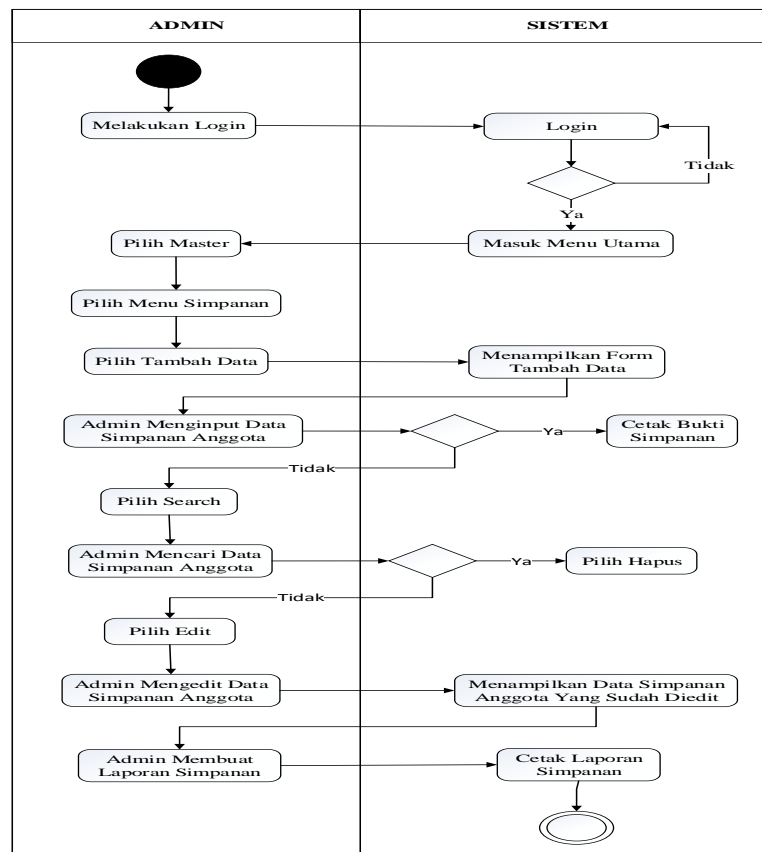 ADMIN
SISTEM
Melakukan Login
Login
Tidak
Ya
Pilih Master
Masuk Menu Utama
Pilih Menu Simpanan
Pilih Tambah Data
Menampilkan Form
Tambah Data
Admin Menginput Data
Simpanan Anggota
Ya
Cetak Bukti
Simpanan
Tidak
Pilih Search
Admin Mencari Data
Simpanan Anggota
Ya
Pilih Hapus
Tidak
Pilih Edit
Admin Mengedit Data
Simpanan Anggota
Menampilkan Data Simpanan
Anggota Yang Sudah Diedit
Admin Membuat
Laporan Simpanan
Cetak Laporan
Simpanan